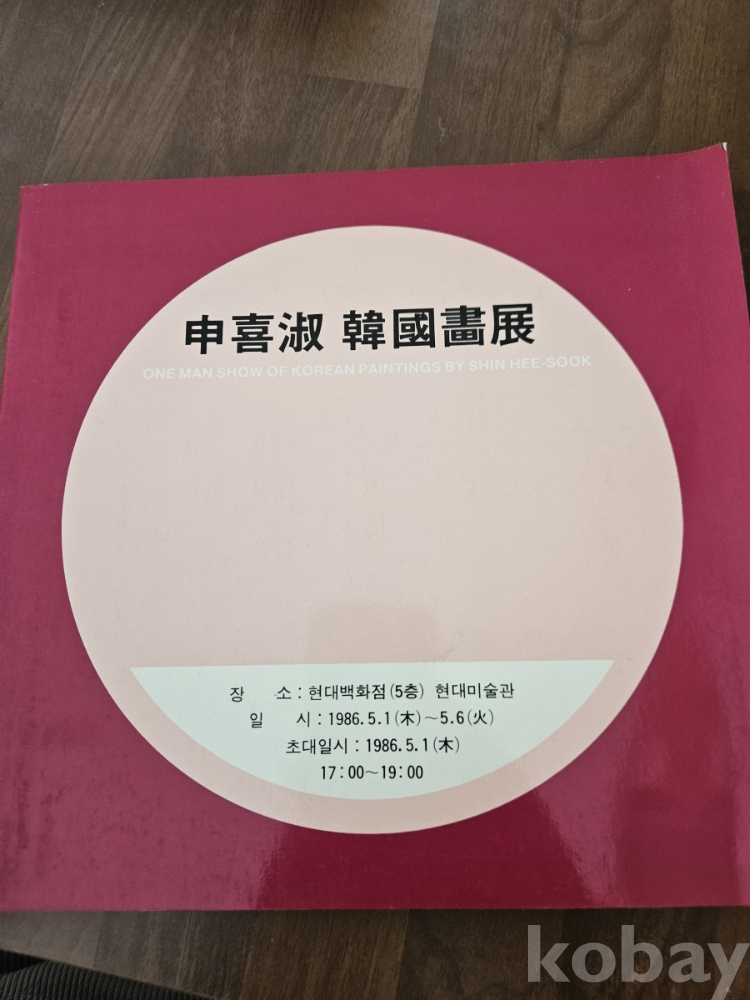 申喜淑 韓國畵展
ONE MAN SHOW OF KOREAN PAINTINGS BY SHIN HEE-SOOK
장 소 : 현대백화점(5층) 현대미술관
일 시 : 1986.5.1(木)~5.6(火)
초대일시 : 1986.5.1(木)
17:00~19:00
kobay